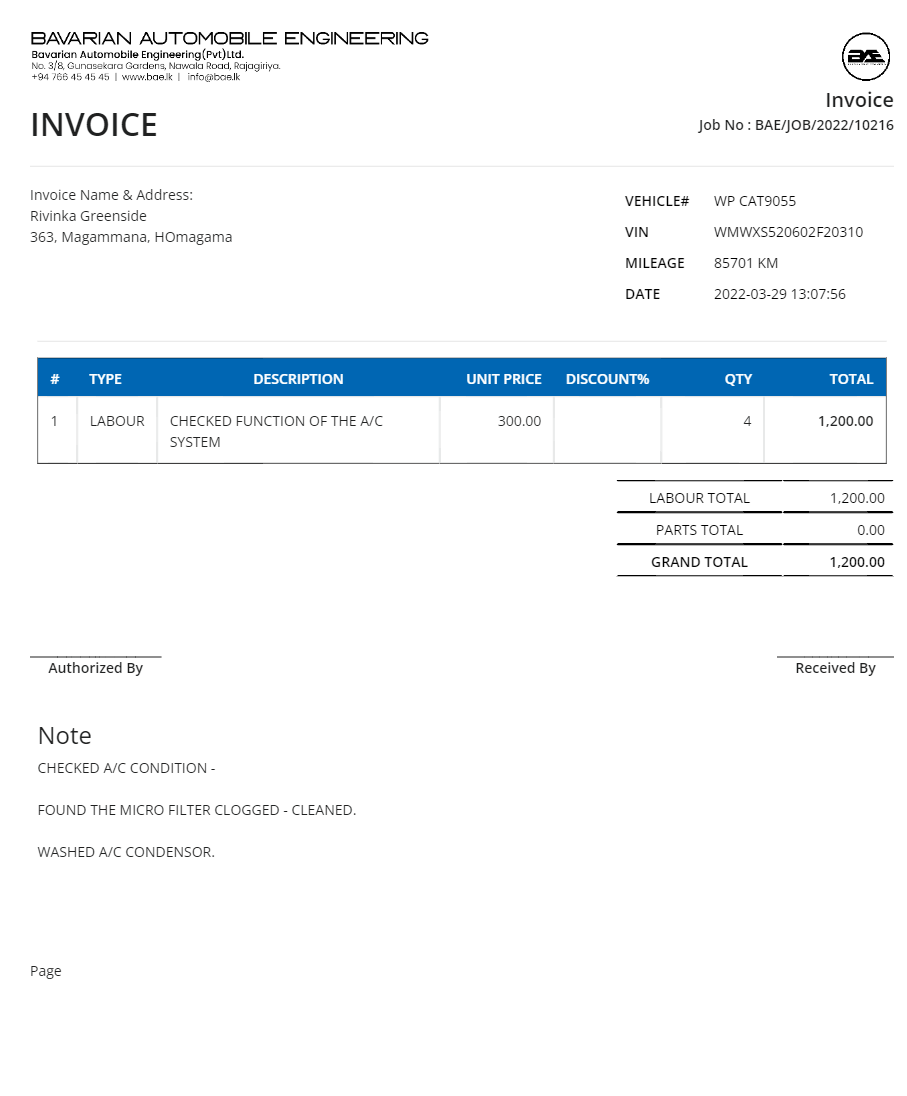 BAVARIAN AUTOMOBILE ENGINEERING
Bavarian Automobile Engineering(Pvt)Ltd.
No. 3/8, Gunasekara Gardens, Nawala Road, Rajagiriya.
+94 766 45 45 45 | www.bae.lk | info@bae.lk
BAE
Invoice
INVOICE
Job No : BAE/JOB/2022/10216
Invoice Name & Address:
Rivinka Greenside
363, Magammana, HOmagama
VEHICLE# WP CAT9055
VIN WMWXS520602F20310
MILEAGE 85701 KM
DATE 2022-03-29 13:07:56
# TYPE DESCRIPTION UNIT PRICE DISCOUNT% QTY TOTAL
1 LABOUR CHECKED FUNCTION OF THE A/C 300.00 4 1,200.00
SYSTEM
LABOUR TOTAL 1,200.00
PARTS TOTAL 0.00
GRAND TOTAL 1,200.00
Authorized By
Received By
Note
CHECKED A/C CONDITION -
FOUND THE MICRO FILTER CLOGGED - CLEANED.
WASHED A/C CONDENSOR.
Page